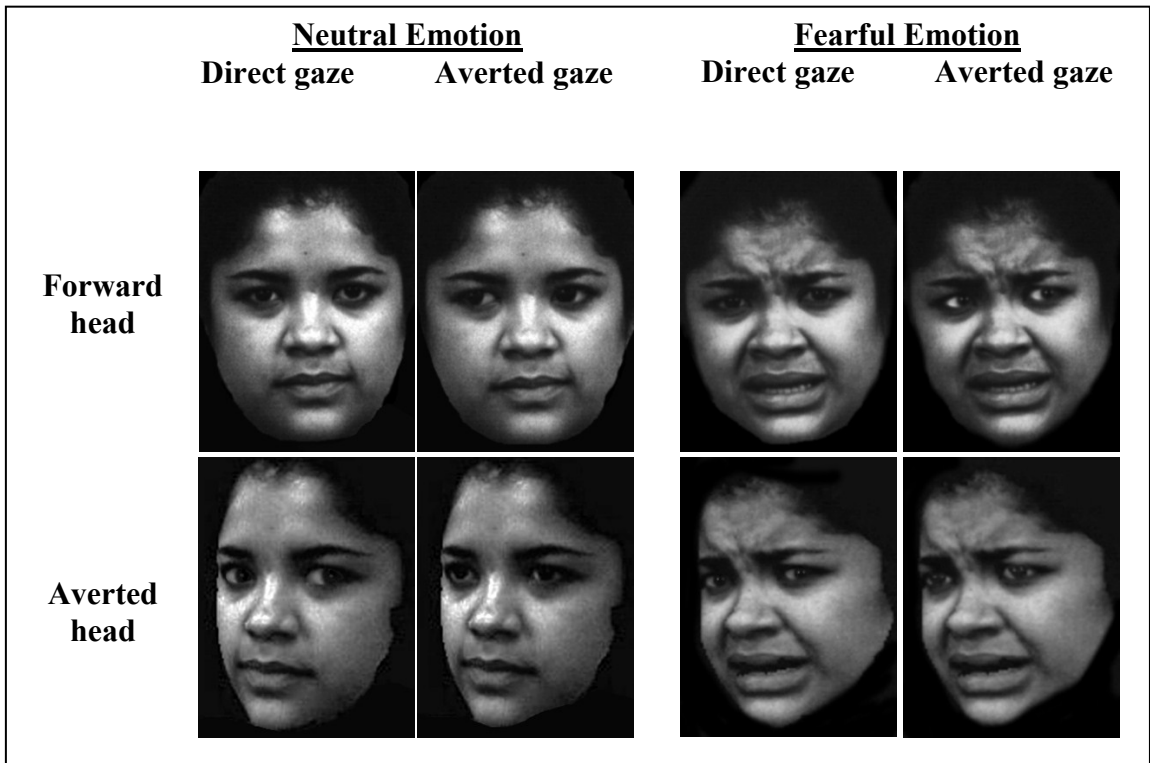 Neutral Emotion
Fearful Emotion
Direct gaze
Averted gaze
Direct gaze
Averted gaze
Forward
head
Averted
head